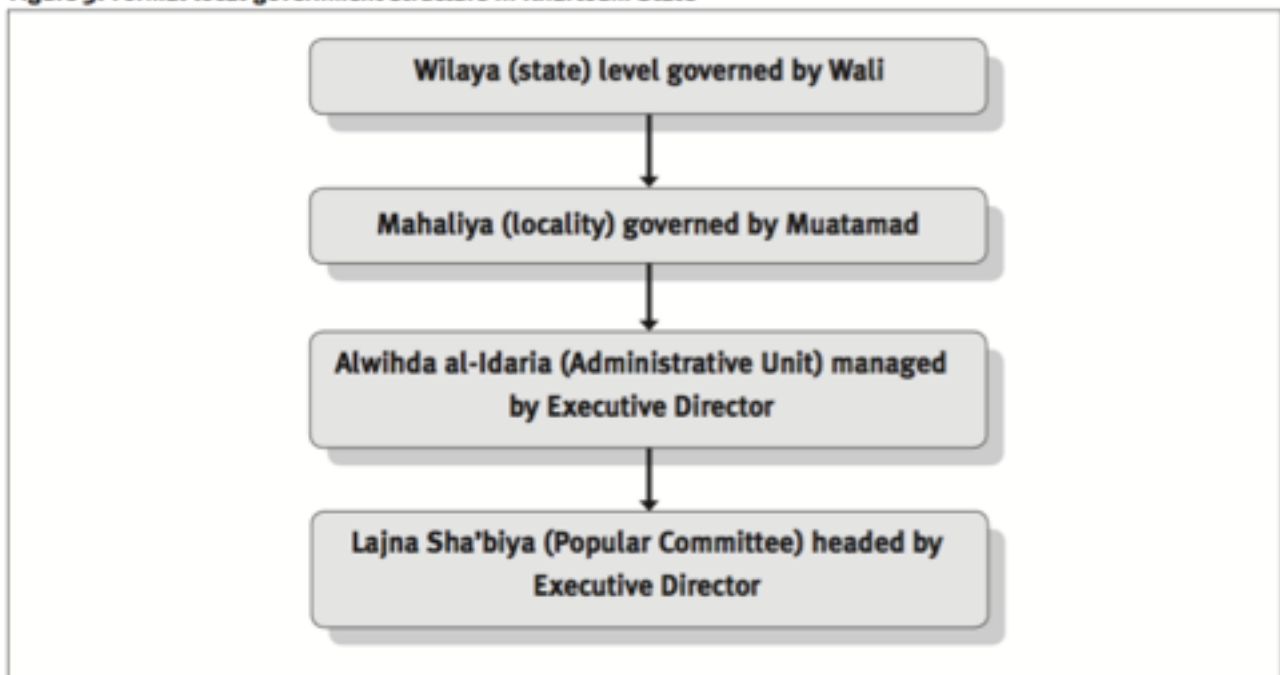 Wilaya (state) level governed by Wali
Mahaliya (locality) governed by Muatamad
Alwihda al-Idaria (Administrative Unit) managed
by Executive Director
Lajna Sha'biya (Popular Committee) headed by
Executive Director